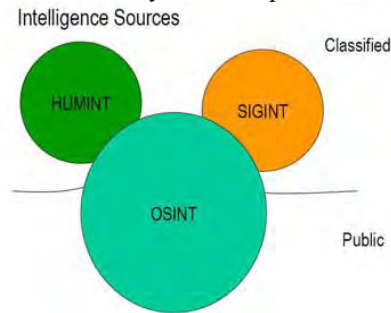 Intelligence Sources
Classified
HUMINT
SIGINT
OSINT
Public